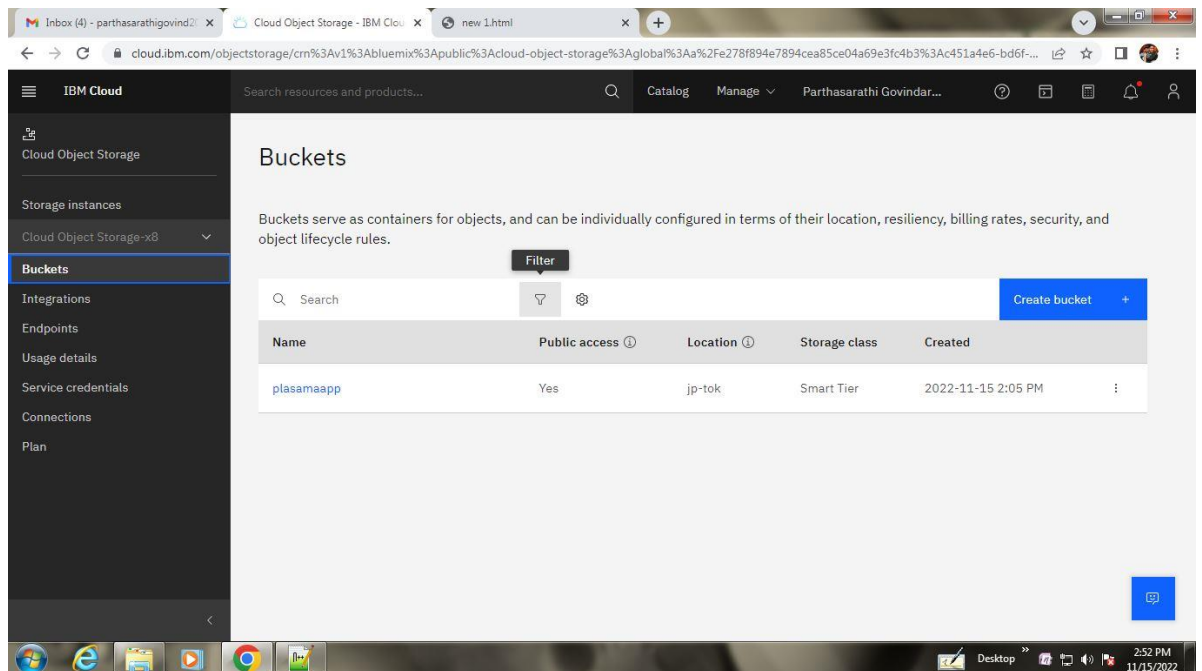 Inbox (4) - parthasarathigovind2
Cloud Object Storage - IBM Clou
new 1.html
cloud.ibm.com/objectstorage/crn%3Av1%3Abluemix%3Apublic%3Acloud-object-storage%3Aglobal%3Aa%2Fe278f894e7894cea85ce04a69e3fc4b3%3Ac451a4e6-bd6f-...
IBM Cloud
Search resources and products...
Catalog
Manage
Parthasarathi Govindar...
Cloud Object Storage
Storage instances
Cloud Object Storage-x8
Buckets
Integrations
Endpoints
Usage details
Service credentials
Connections
Plan
Buckets
Buckets serve as containers for objects, and can be individually configured in terms of their location, resiliency, billing rates, security, and
object lifecycle rules.
Filter
Search
Create bucket +
Name Public access Location Storage class Created
plasamaapp Yes jp-tok Smart Tier 2022-11-15 2:05 PM
Desktop
2:52 PM
11/15/2022